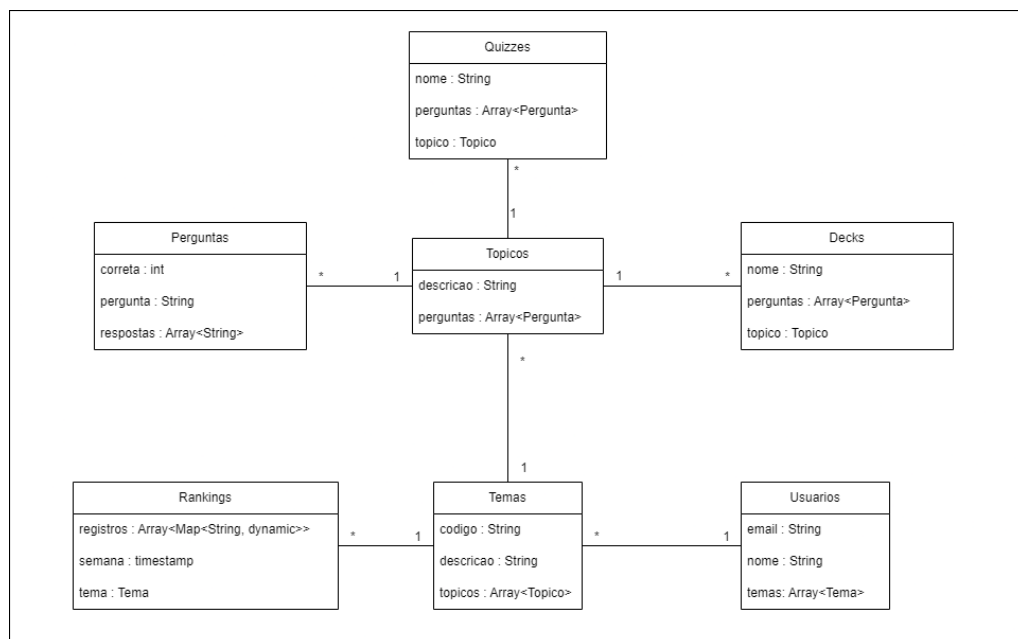 Quizzes
nome : String
perguntas : Array<Pergunta>
topico : Topico
*
1
Perguntas
correta : int
pergunta : String
respostas : Array<String>
*
1
Topicos
descricao : String
perguntas : Array<Pergunta>
1
*
Decks
nome : String
perguntas : Array<Pergunta>
topico : Topico
*
1
Rankings
registros : Array<Map<String, dynamic>>
semana : timestamp
tema : Tema
*
1
Temas
codigo : String
descricao : String
topicos : Array<Topico>
*
1
Usuarios
email : String
nome : String
temas: Array<Tema>